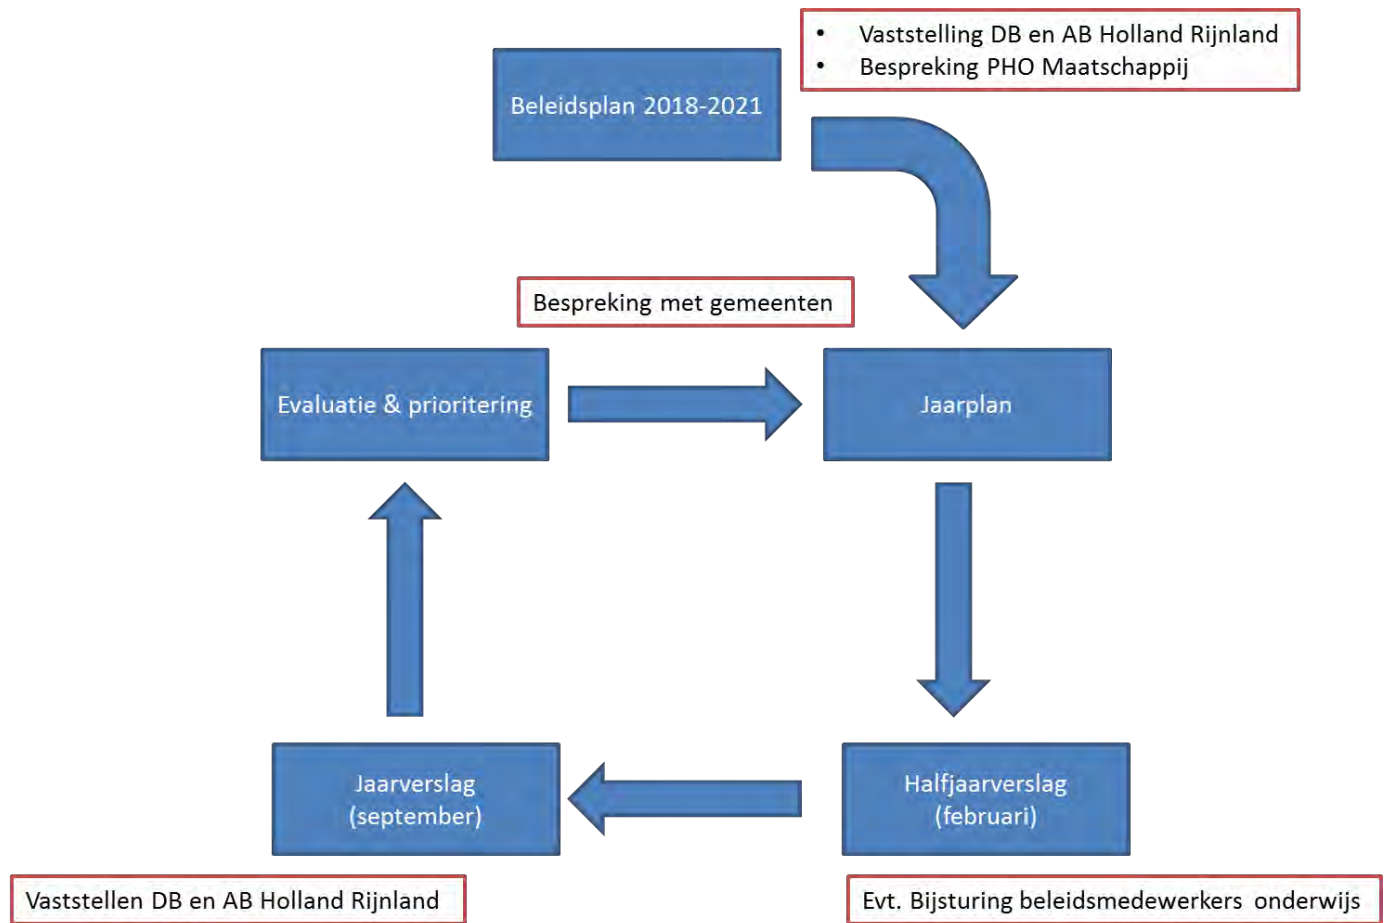 • Vaststelling DB en AB Holland Rijnland
• Bespreking PHO Maatschappij
Beleidsplan 2018-2021
Bespreking met gemeenten
Evaluatie & prioritering
Jaarplan
Jaarverslag
(september)
Halfjaarverslag
(februari)
Vaststellen DB en AB Holland Rijnland
Evt. Bijsturing beleidsmedewerkers onderwijs